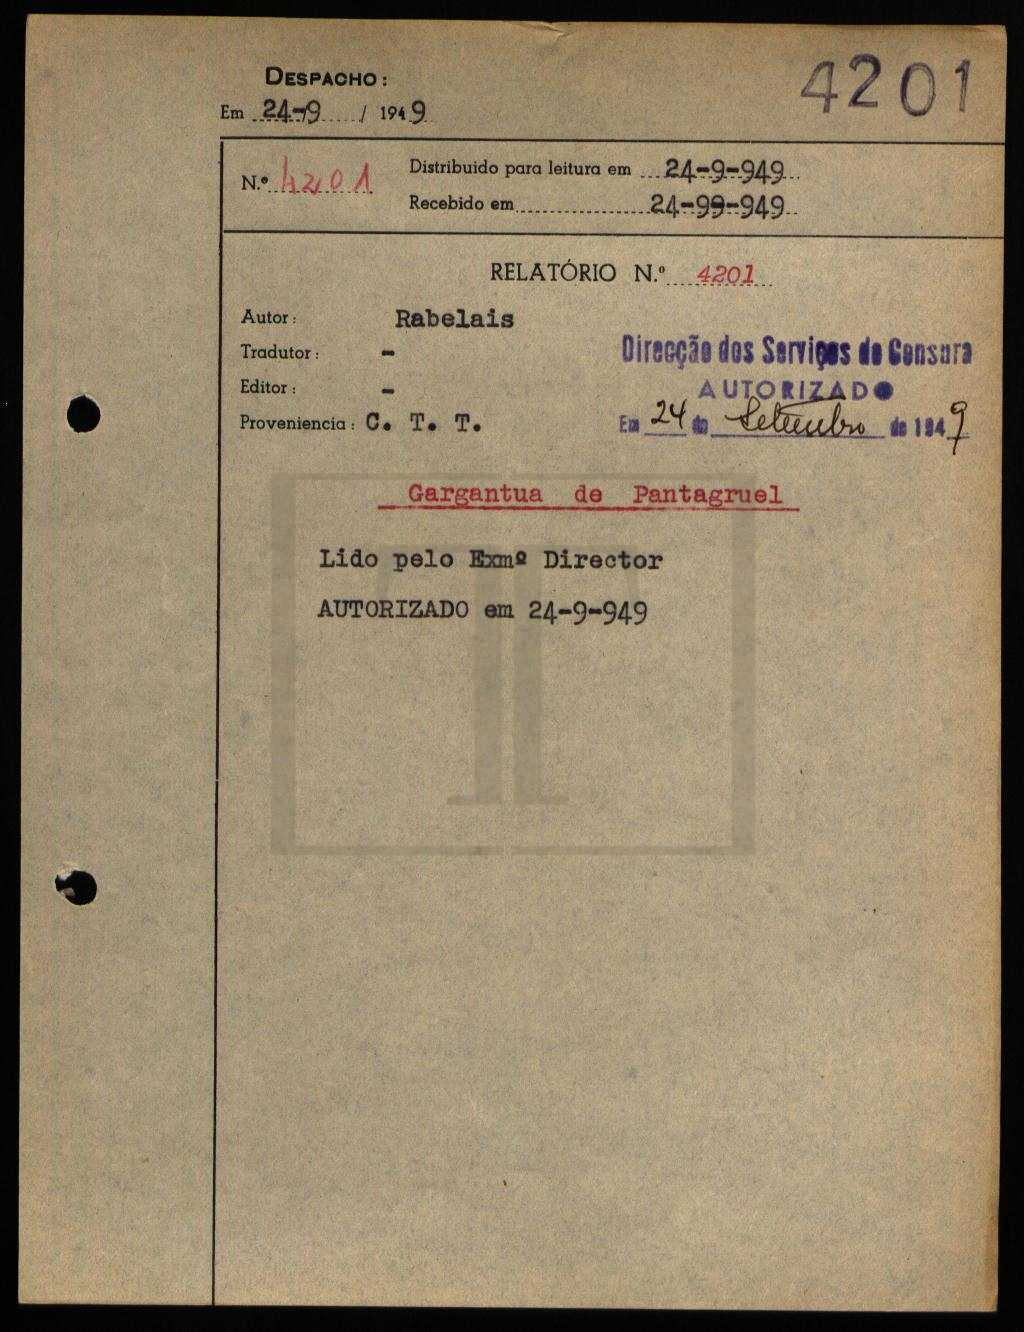 4201
DESPACHO:
Em 24-9 / 1949
N.º 4201
Distribuido para leitura em 24-9-949
Recebido em 24-99-949
RELATÓRIO N.º 4201
Autor: Rabelais
Tradutor: -
Editor: -
Proveniencia: C. T. T.
Direcção dos Serviços de Censura
AUTORIZADO
Em 24 de Setembro de 1949
Gargantua de Pantagruel
Lido pelo Exmº Director
AUTORIZADO em 24-9-949